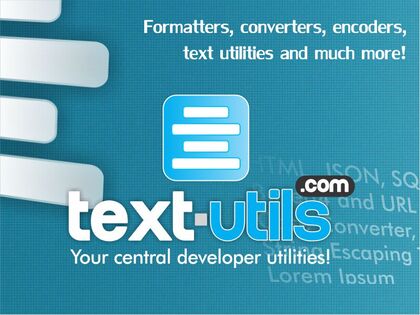 Formatters, converters, encoders,
text utilities and much more!
HTML, JSON, SQ
and URL
.com
text-utils
Converter,
String Escaping T
Your central developer utilities!
Lorem Ipsum